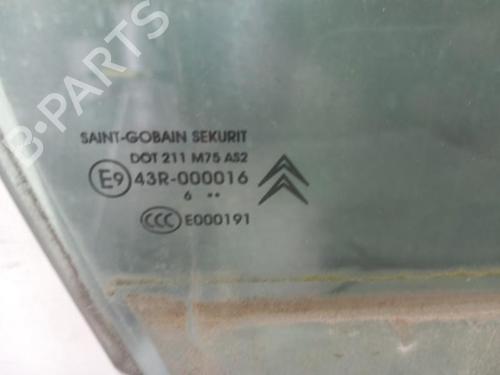 B-PARTS
SAINT-GOBAIN SEKURIT
DOT 211 M75 AS2
E9 43R-000016
6 ••
CCC E000191